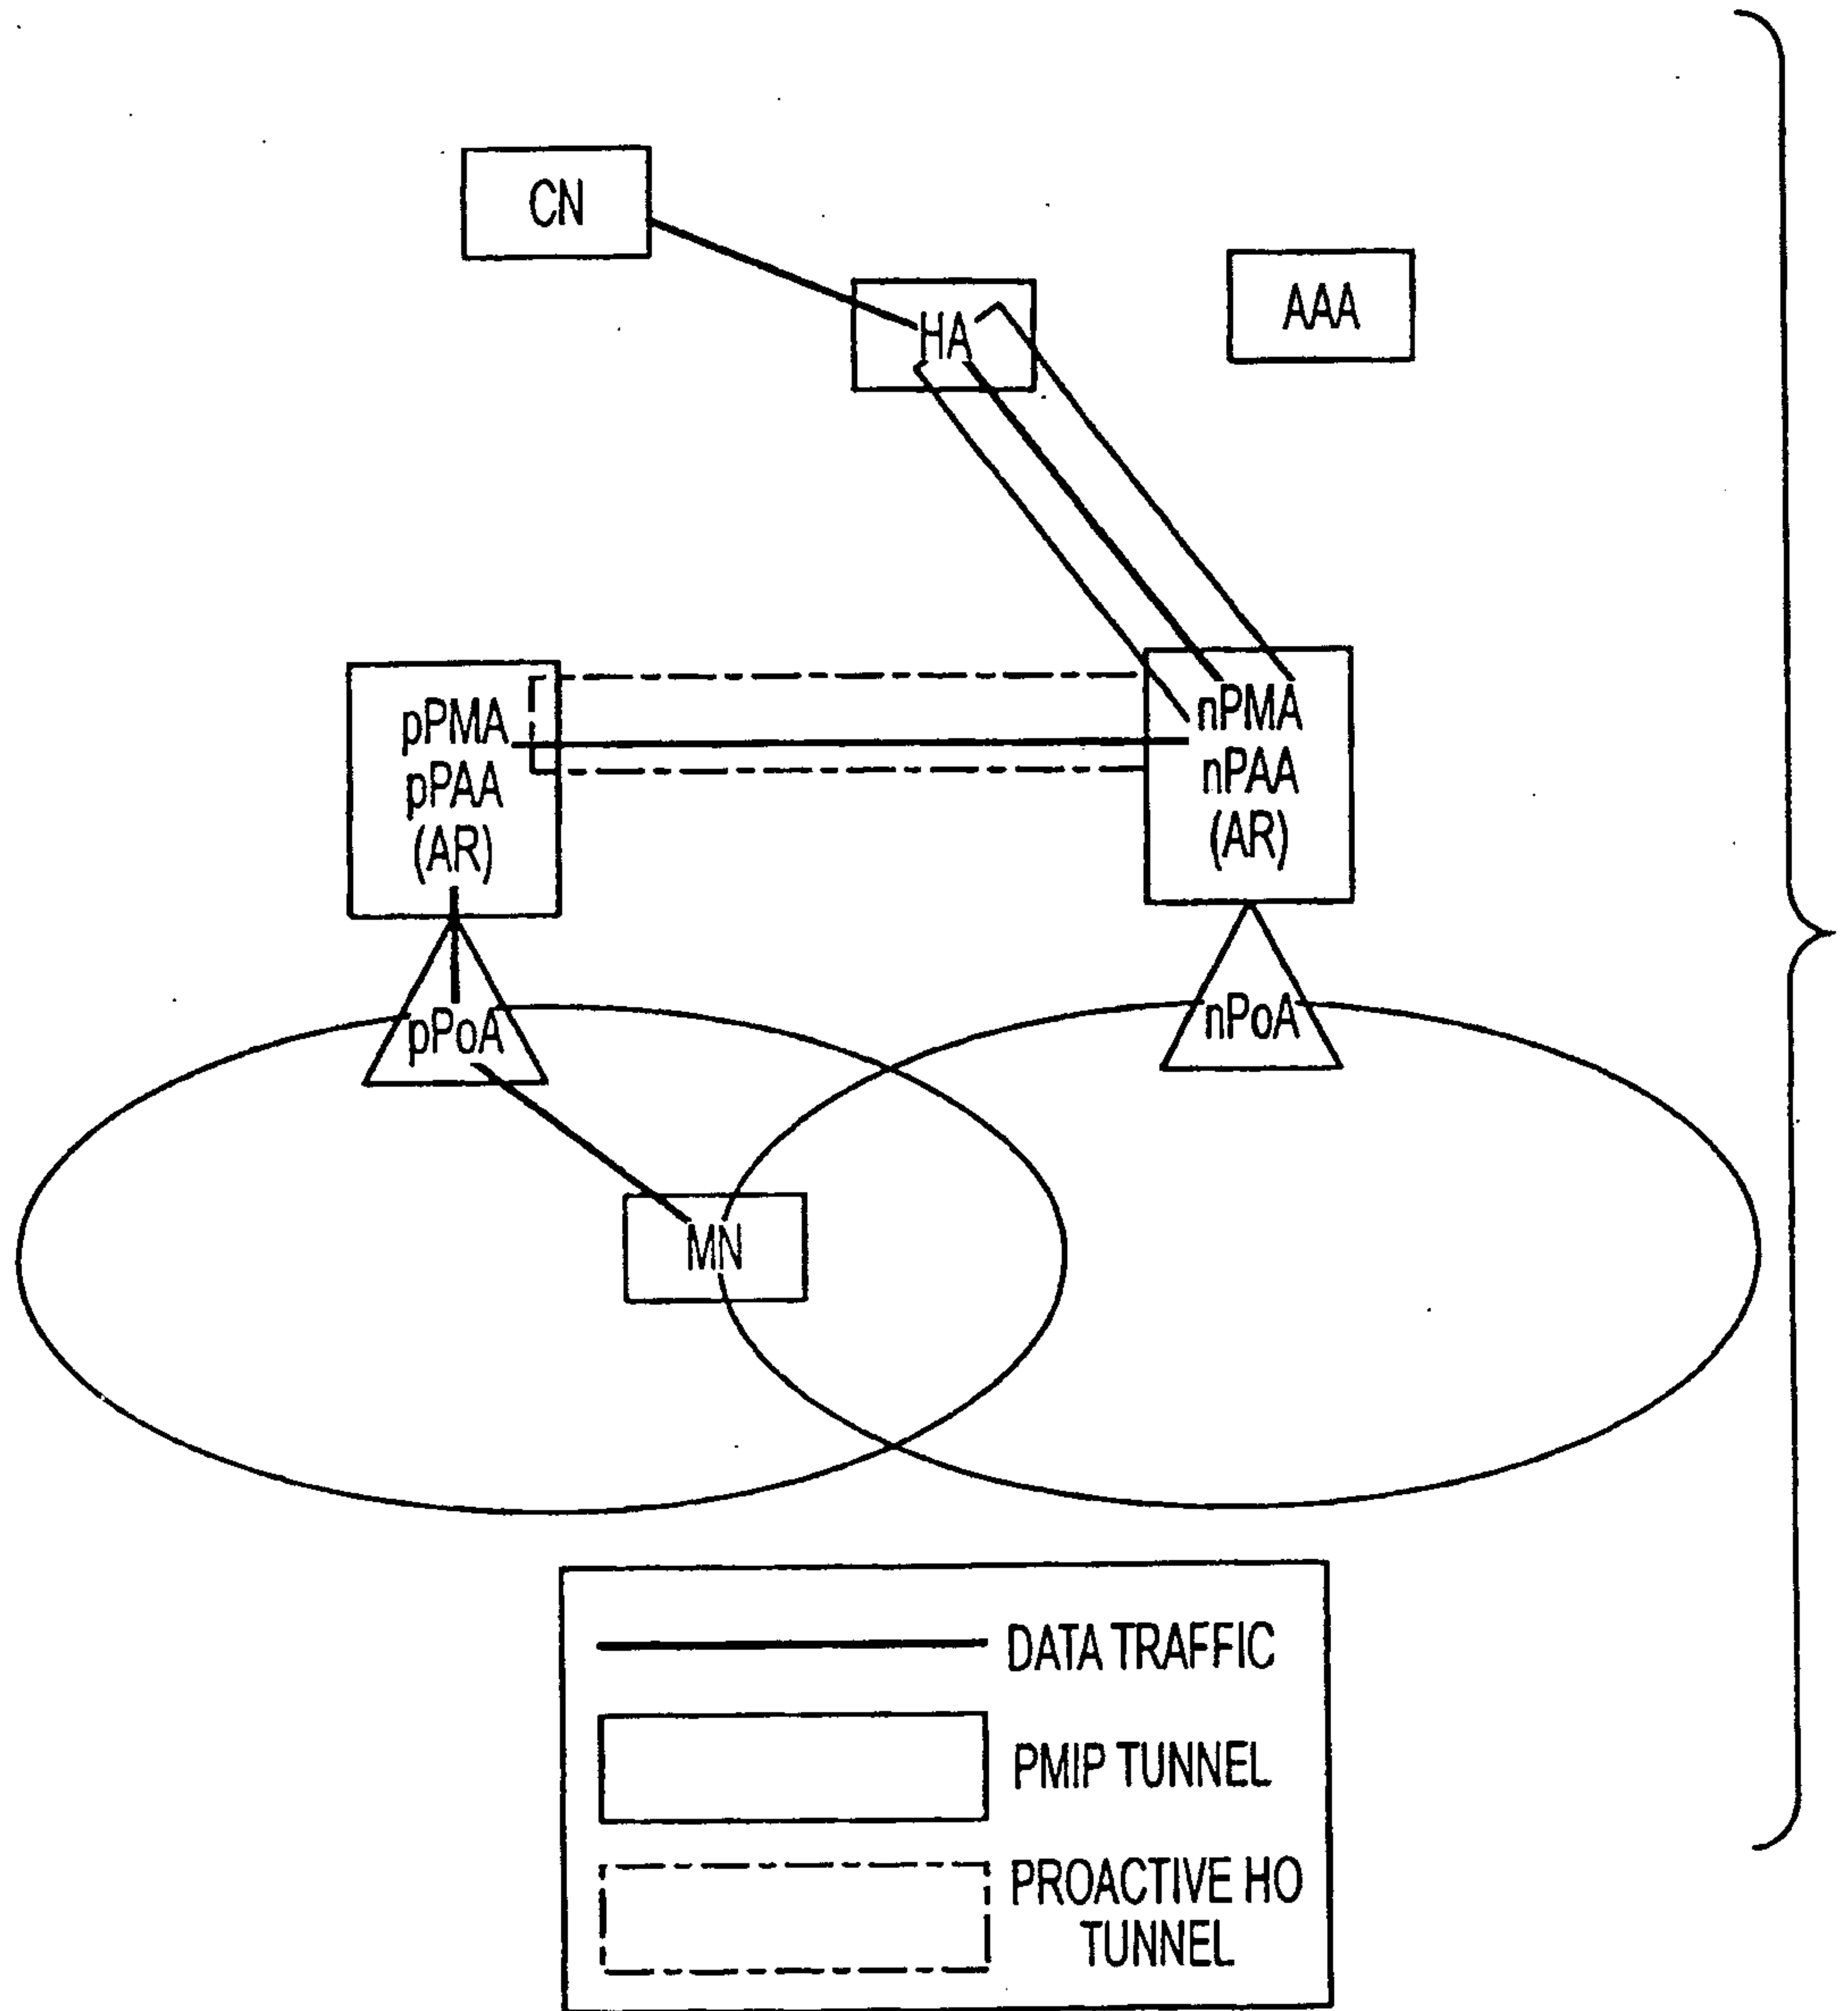 CN
HA
AAA
pPMA
pPAA
(AR)
nPMA
nPAA
(AR)
pPoA
nPoA
MN
DATA TRAFFIC
PMIP TUNNEL
PROACTIVE HO
TUNNEL